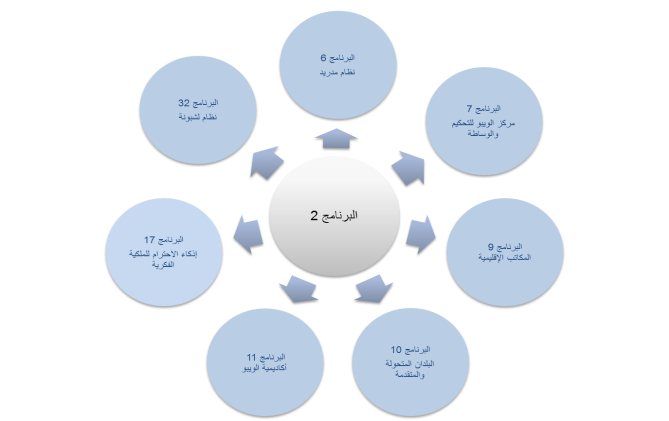 البرنامج 6
نظام مدريد
البرنامج 7
مركز الويبو للتحكيم
والوساطة
البرنامج 9
المكاتب الإقليمية
البرنامج 10
البلدان المتحولة
والمتقدمة
البرنامج 11
أكاديمية الويبو
البرنامج 17
إذكاء الاحترام للملكية
الفكرية
البرنامج 32
نظام لشبونة
البرنامج 2